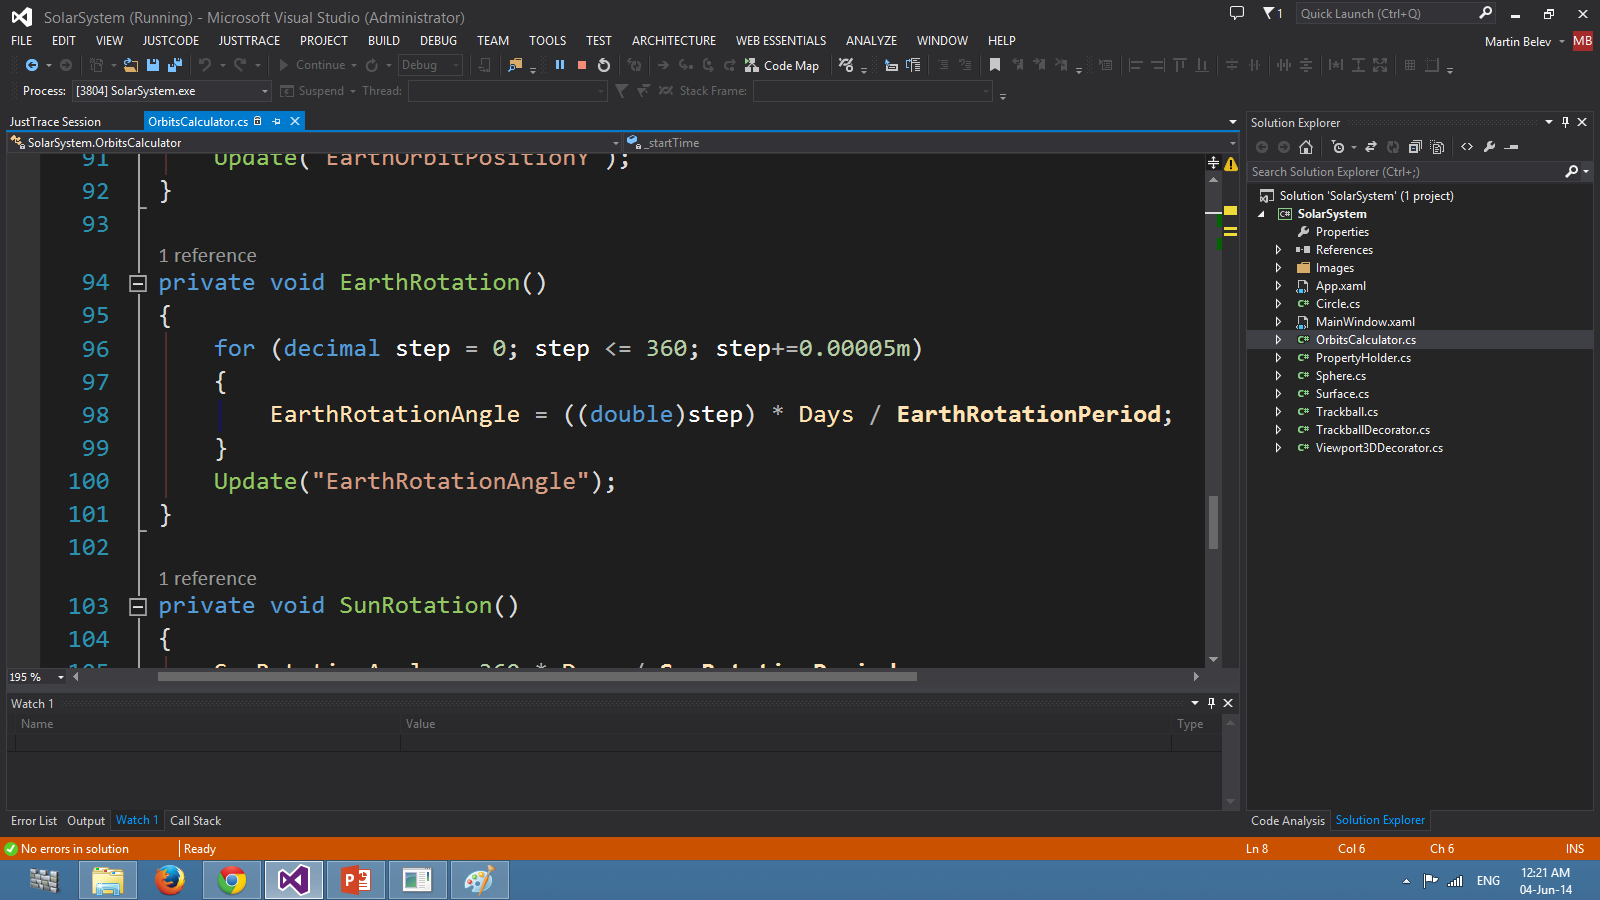 SolarSystem (Running) - Microsoft Visual Studio (Administrator)
1
Quick Launch (Ctrl+Q)
FILE EDIT VIEW JUSTCODE JUSTTRACE PROJECT BUILD DEBUG TEAM TOOLS TEST ARCHITECTURE WEB ESSENTIALS ANALYZE WINDOW HELP
Martin Belev MB
Continue Debug Code Map
Process: [3804] SolarSystem.exe Suspend Thread: Stack Frame:
JustTrace Session OrbitsCalculator.cs
SolarSystem.OrbitsCalculator _startTime
91 Update("EarthOrbitPositionY");
92 }
93
1 reference
94 private void EarthRotation()
95 {
96 for (decimal step = 0; step <= 360; step+=0.00005m)
97 {
98 EarthRotationAngle = ((double)step) * Days / EarthRotationPeriod;
99 }
100 Update("EarthRotationAngle");
101 }
102
1 reference
103 private void SunRotation()
104 {
105 SunRotationAngle = 360 * Days / SunRotationPeriod
195 %
Watch 1
Name Value Type
Error List Output Watch 1 Call Stack
Solution Explorer
Search Solution Explorer (Ctrl+;)
Solution 'SolarSystem' (1 project)
C# SolarSystem
Properties
References
Images
App.xaml
C# Circle.cs
MainWindow.xaml
C# OrbitsCalculator.cs
C# PropertyHolder.cs
C# Sphere.cs
C# Surface.cs
C# Trackball.cs
C# TrackballDecorator.cs
C# Viewport3DDecorator.cs
Code Analysis Solution Explorer
No errors in solution Ready Ln 8 Col 6 Ch 6 INS
ENG
12:21 AM
04-Jun-14